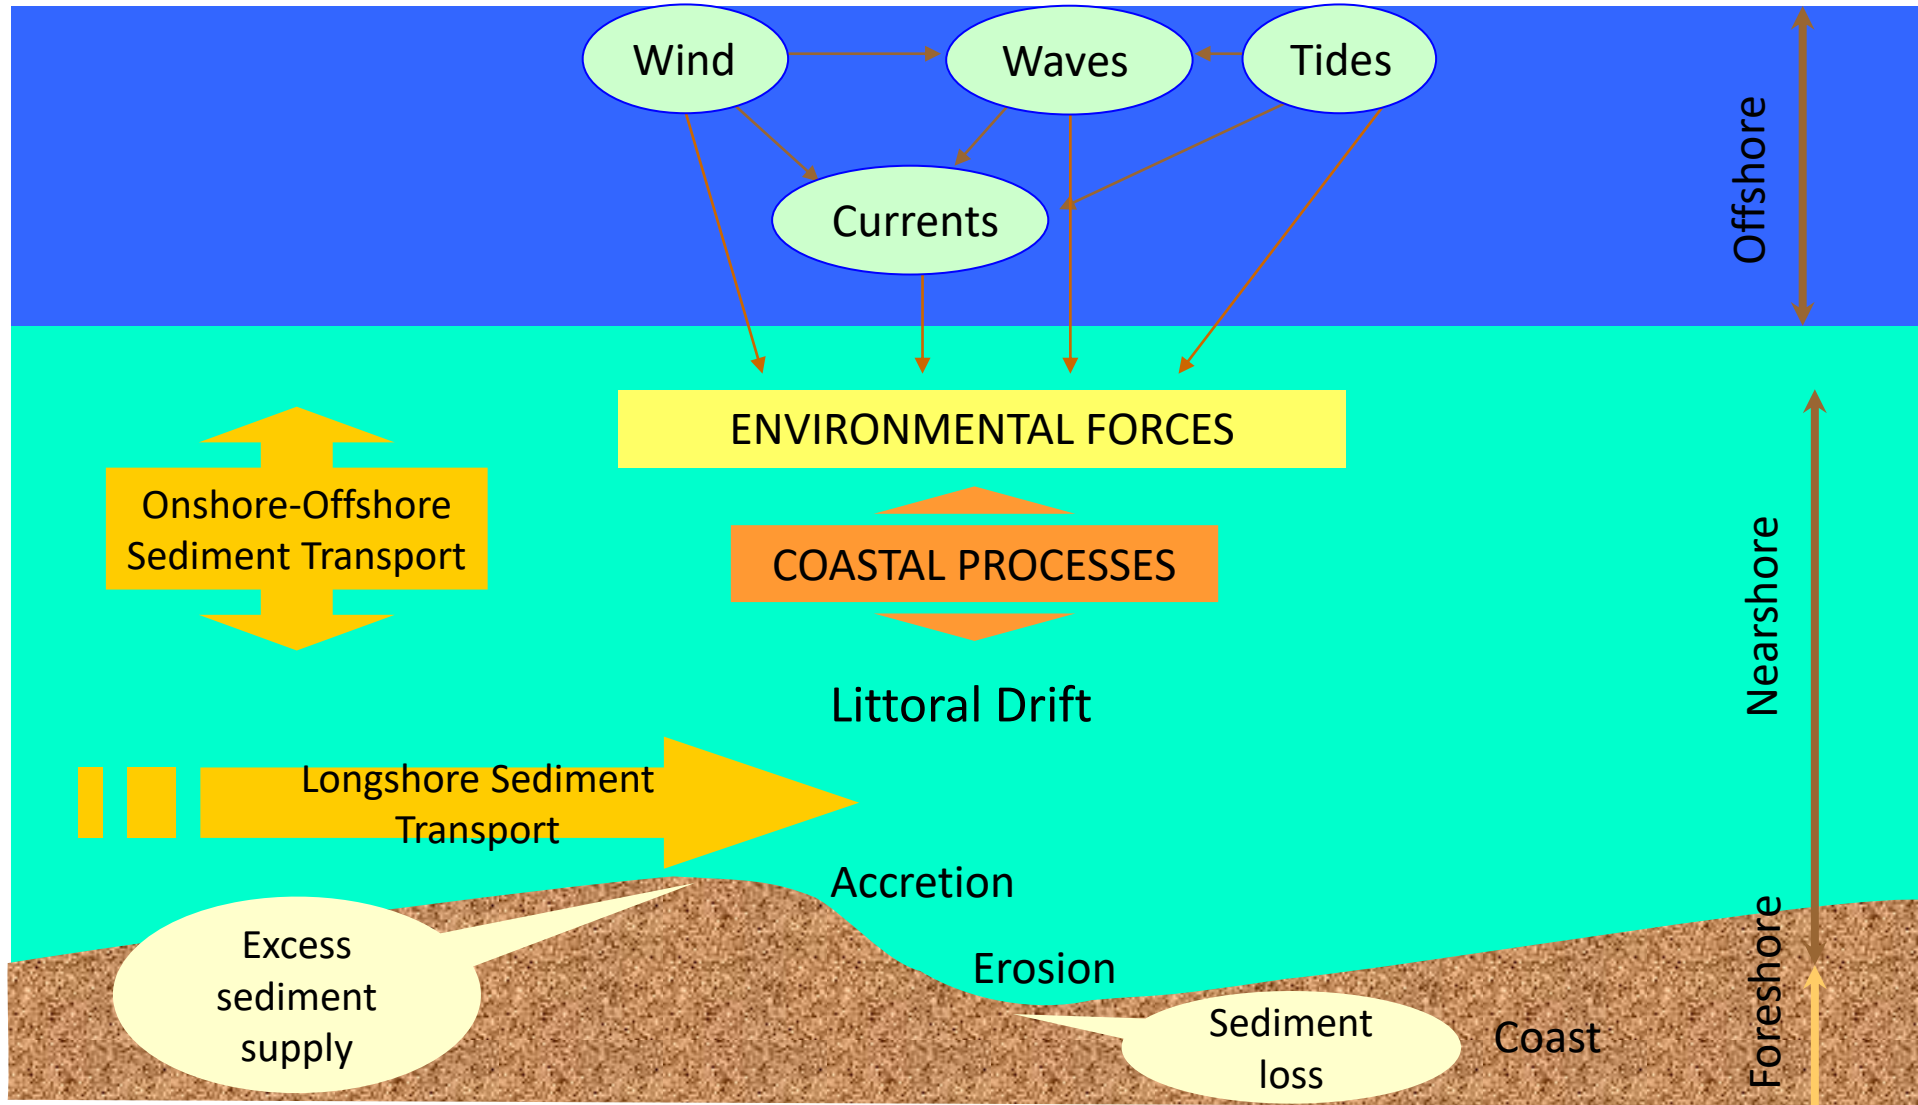 Wind
Waves
Tides
Currents
Offshore
ENVIRONMENTAL FORCES
Onshore-Offshore
Sediment Transport
COASTAL PROCESSES
Nearshore
Littoral Drift
Longshore Sediment
Transport
Accretion
Erosion
Excess
sediment
supply
Sediment
loss
Coast
Foreshore